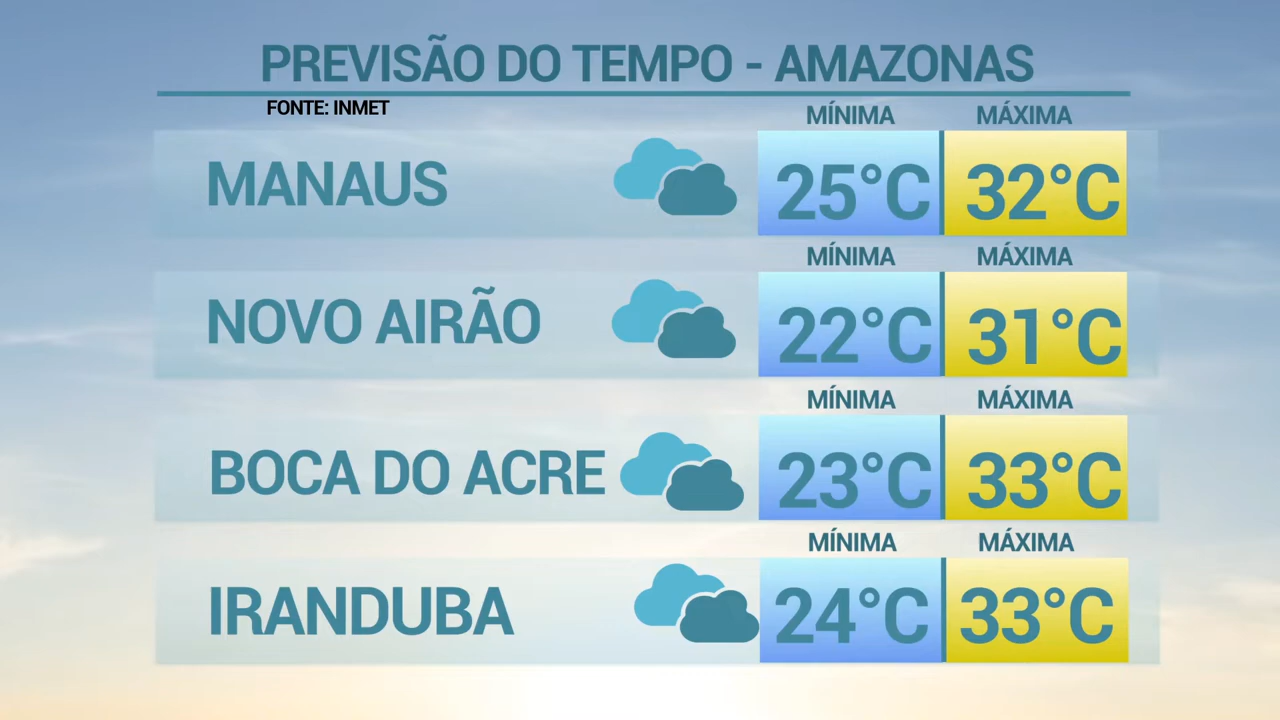 PREVISÃO DO TEMPO - AMAZONAS
FONTE: INMET
MÍNIMA MÁXIMA
MANAUS 25°C 32°C
MÍNIMA MÁXIMA
NOVO AIRÃO 22°C 31°C
MÍNIMA MÁXIMA
BOCA DO ACRE 23°C 33°C
MÍNIMA MÁXIMA
IRANDUBA 24°C 33°C